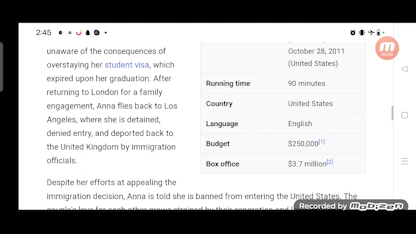 2:45
unaware of the consequences of
overstaying her student visa, which
expired upon her graduation. After
returning to London for a family
engagement, Anna flies back to Los
Angeles, where she is detained,
denied entry, and deported back to
the United Kingdom by immigration
officials.
October 28, 2011
(United States)
Running time 90 minutes
Country United States
Language English
Budget $250,000[1]
Box office $3.7 million[2]
Despite her efforts at appealing the
immigration decision, Anna is told she is banned from entering the United States. The
Recorded by Mobizen